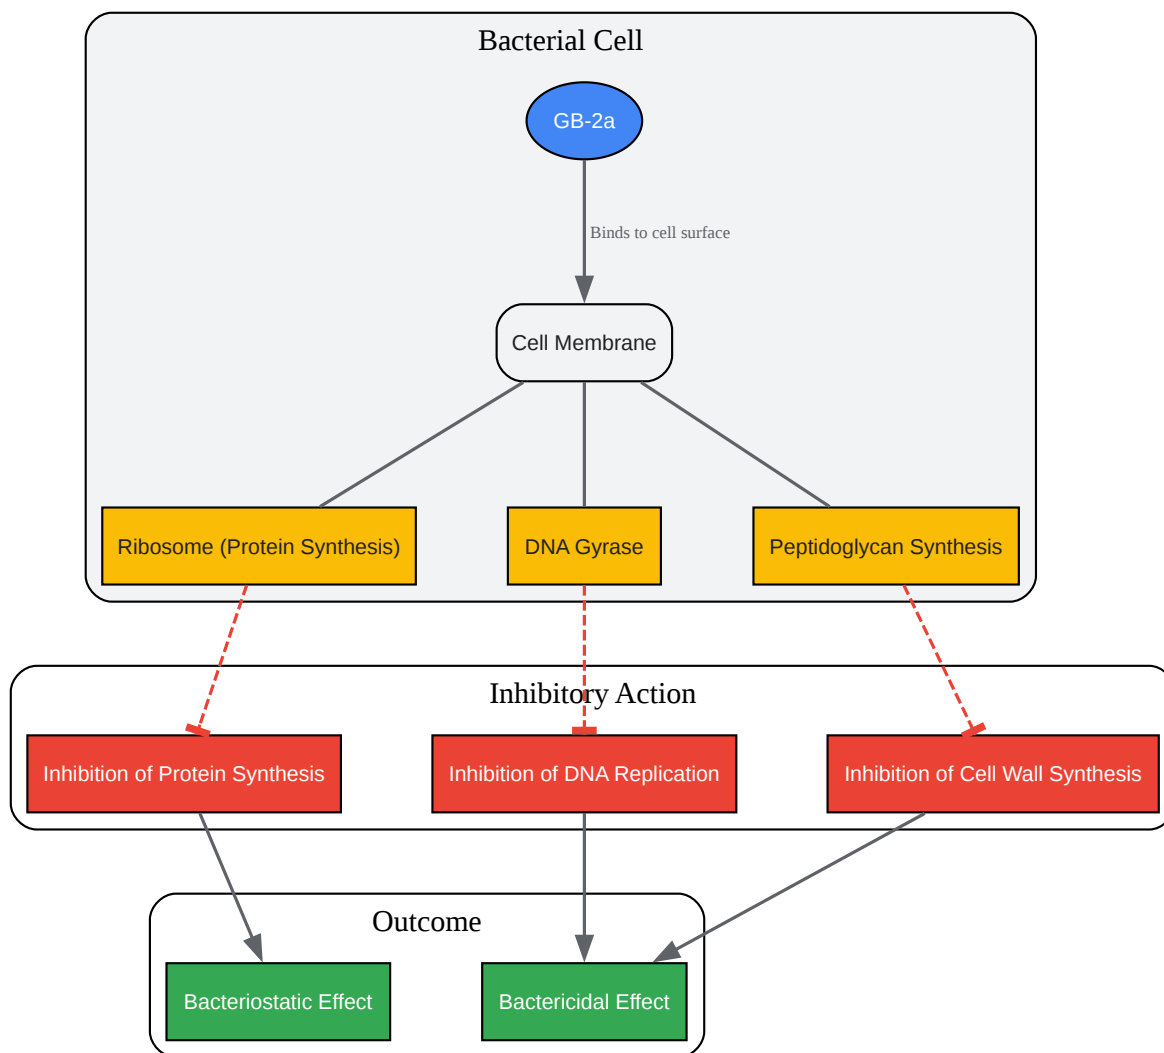 Bacterial Cell
GB-2a
Binds to cell surface
Cell Membrane
Ribosome (Protein Synthesis)
DNA Gyrase
Peptidoglycan Synthesis
Inhibitory Action
Inhibition of Protein Synthesis
Inhibition of DNA Replication
Inhibition of Cell Wall Synthesis
Outcome
Bacteriostatic Effect
Bactericidal Effect